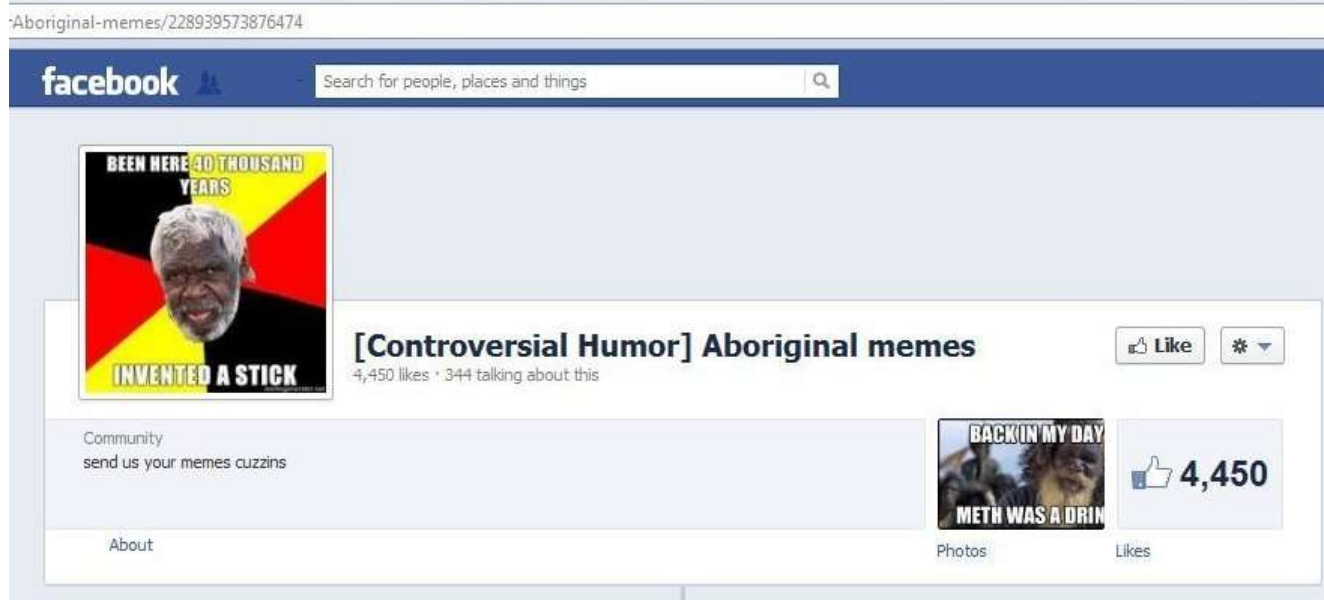 -Aboriginal-memes/228939573876474
facebook
Search for people, places and things
BEEN HERE 40 THOUSAND
YEARS
INVENTED A STICK
[Controversial Humor] Aboriginal memes
4,450 likes · 344 talking about this
Like
Community
send us your memes cuzzins
About
BACK IN MY DAY
METH WAS A DRIN
Photos
4,450
Likes